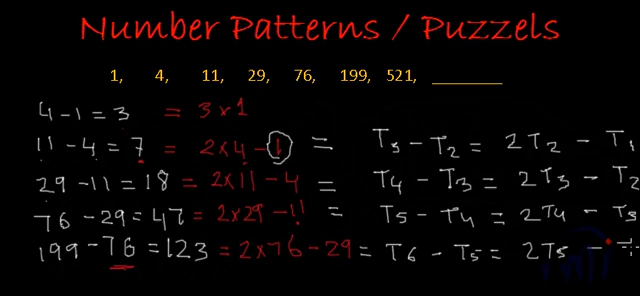 Number Patterns / Puzzels
1, 4, 11, 29, 76, 199, 521, ________
4 - 1 = 3 = 3 x 1
11 - 4 = 7 = 2 x 4 - 1 = T3 - T2 = 2T2 - T1
29 - 11 = 18 = 2 x 11 - 4 = T4 - T3 = 2T3 - T2
76 - 29 = 47 = 2 x 29 - 11 = T5 - T4 = 2T4 - T3
199 - 76 = 123 = 2 x 76 - 29 = T6 - T5 = 2T5 -